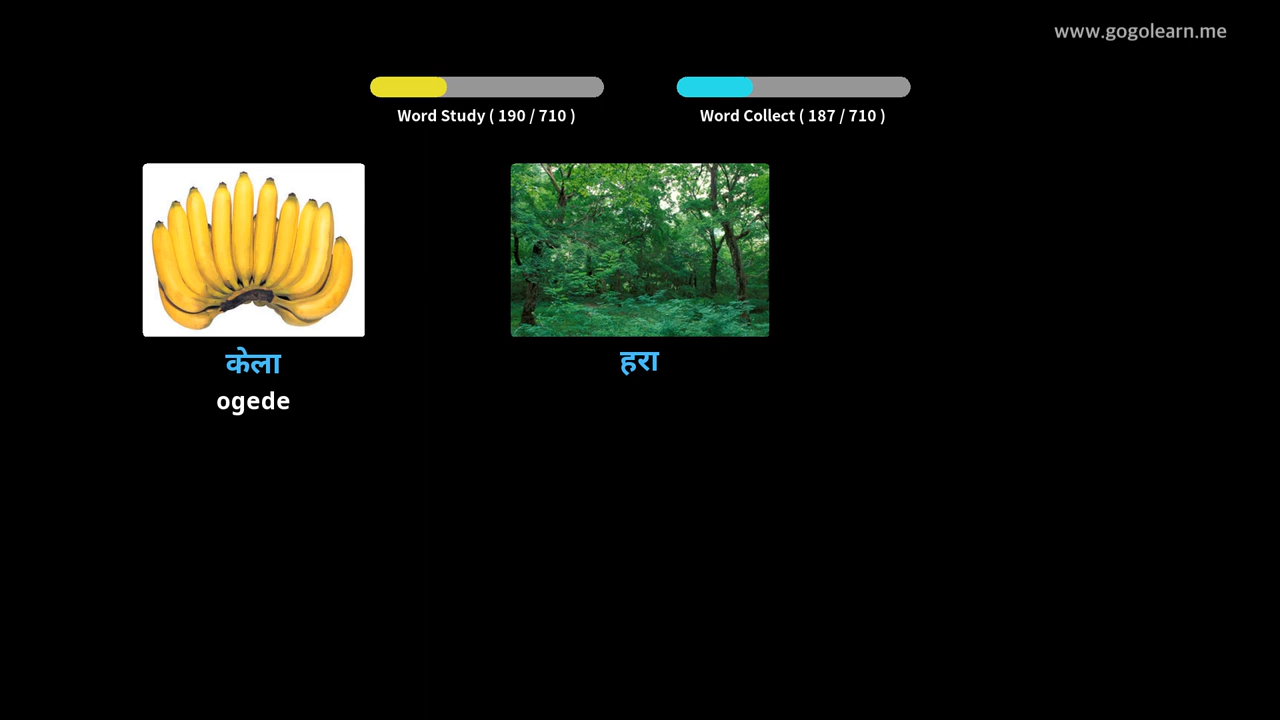 www.gogolearn.me
Word Study ( 190 / 710 )
Word Collect ( 187 / 710 )
केला
ogede
हरा